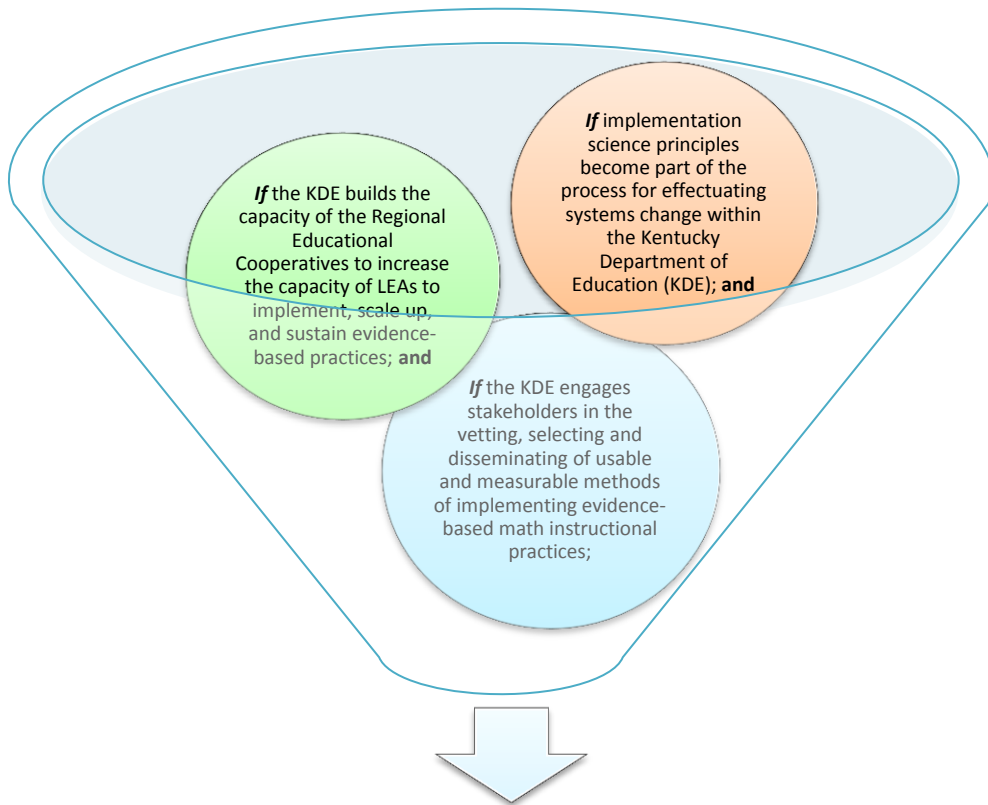 If implementation
science principles
become part of the
process for effectuating
systems change within
the Kentucky
Department of
Education (KDE); and
If the KDE builds the
capacity of the Regional
Educational
Cooperatives to increase
the capacity of LEAs to
implement, scale up,
and sustain evidence-
based practices; and
If the KDE engages
stakeholders in the
vetting, selecting and
disseminating of usable
and measurable methods
of implementing evidence-
based math instructional
practices;